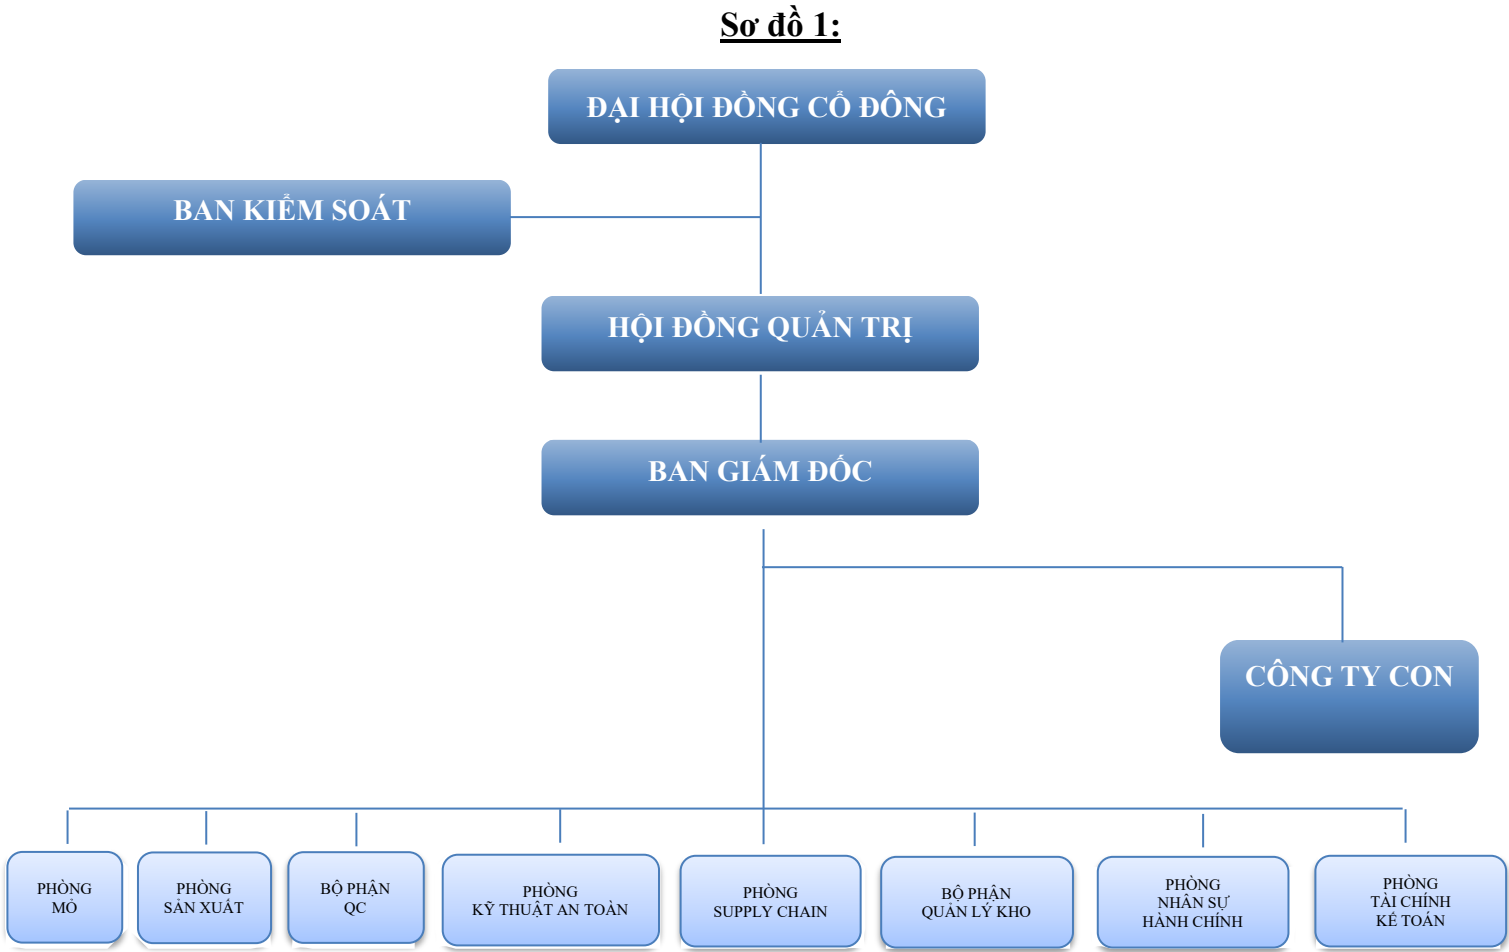 Sơ đồ 1:
ĐẠI HỘI ĐỒNG CỔ ĐÔNG
BAN KIỂM SOÁT
HỘI ĐỒNG QUẢN TRỊ
BAN GIÁM ĐỐC
CÔNG TY CON
PHÒNG
MỎ
PHÒNG
SẢN XUẤT
BỘ PHẬN
QC
PHÒNG
KỸ THUẬT AN TOÀN
PHÒNG
SUPPLY CHAIN
BỘ PHẬN
QUẢN LÝ KHO
PHÒNG
NHÂN SỰ
HÀNH CHÍNH
PHÒNG
TÀI CHÍNH
KẾ TOÁN